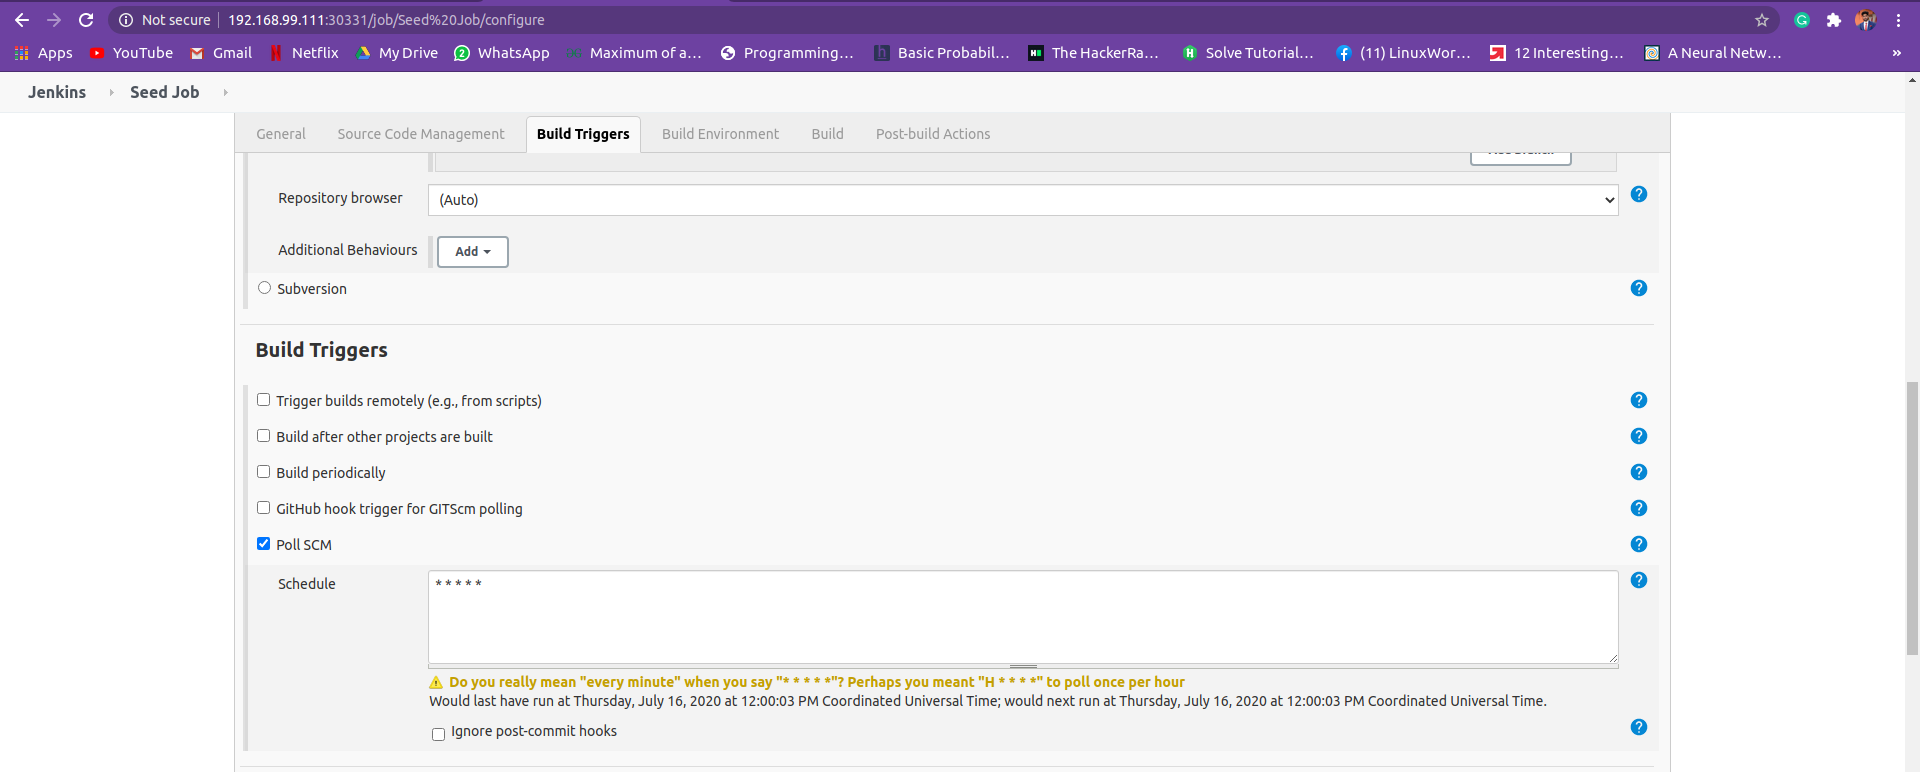 Not secure 192.168.99.111:30331/job/Seed%20Job/configure
Apps YouTube Gmail Netflix My Drive WhatsApp Maximum of a... Programming... Basic Probabil... The HackerRa... Solve Tutorial... (11) LinuxWor... 12 Interesting... A Neural Netw... »
Jenkins Seed Job
General Source Code Management Build Triggers Build Environment Build Post-build Actions
Repository browser (Auto)
Additional Behaviours Add
Subversion
Build Triggers
Trigger builds remotely (e.g., from scripts)
Build after other projects are built
Build periodically
GitHub hook trigger for GITScm polling
Poll SCM
Schedule * * * * *
Do you really mean "every minute" when you say "* * * * *"? Perhaps you meant "H * * * *" to poll once per hour
Would last have run at Thursday, July 16, 2020 at 12:00:03 PM Coordinated Universal Time; would next run at Thursday, July 16, 2020 at 12:00:03 PM Coordinated Universal Time.
Ignore post-commit hooks